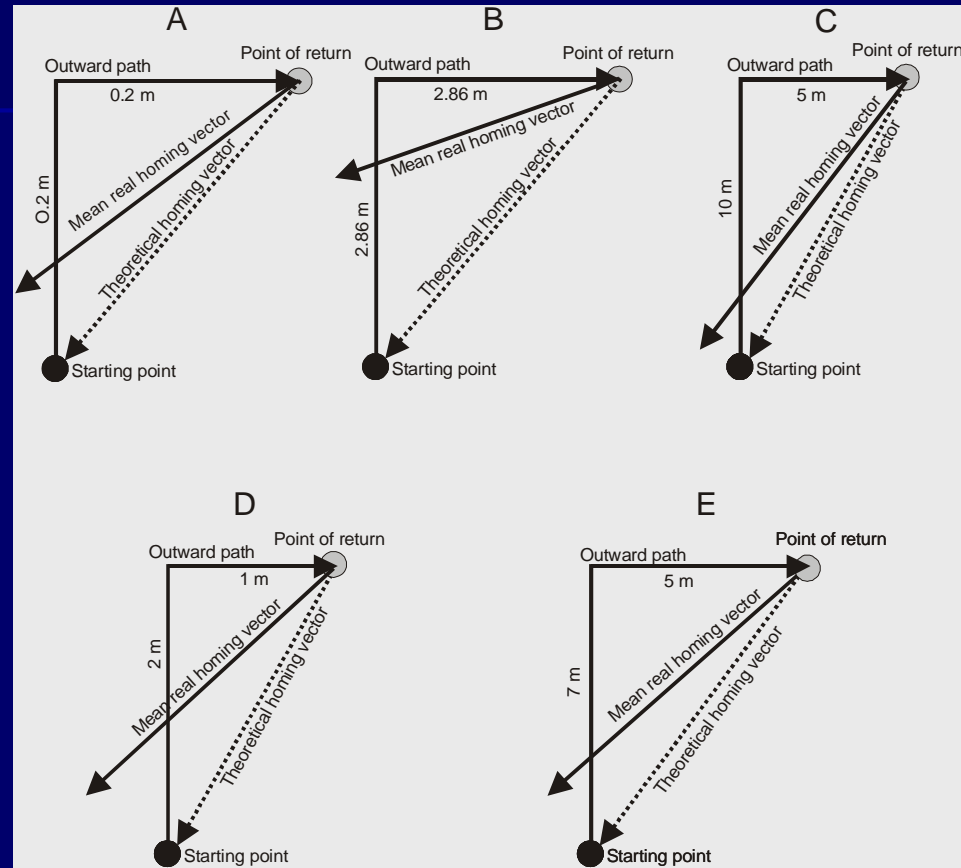 A
Point of return
Outward path
0.2 m
Mean real homing vector
Theoretical homing vector
O.2 m
Starting point
B
Point of return
Outward path
2.86 m
Mean real homing vector
Theoretical homing vector
2.86 m
Starting point
C
Point of return
Outward path
5 m
Mean real homing vector
Theoretical homing vector
10 m
Starting point
D
Point of return
Outward path
1 m
Mean real homing vector
Theoretical homing vector
2 m
Starting point
E
Point of return
Outward path
5 m
Mean real homing vector
Theoretical homing vector
7 m
Starting point